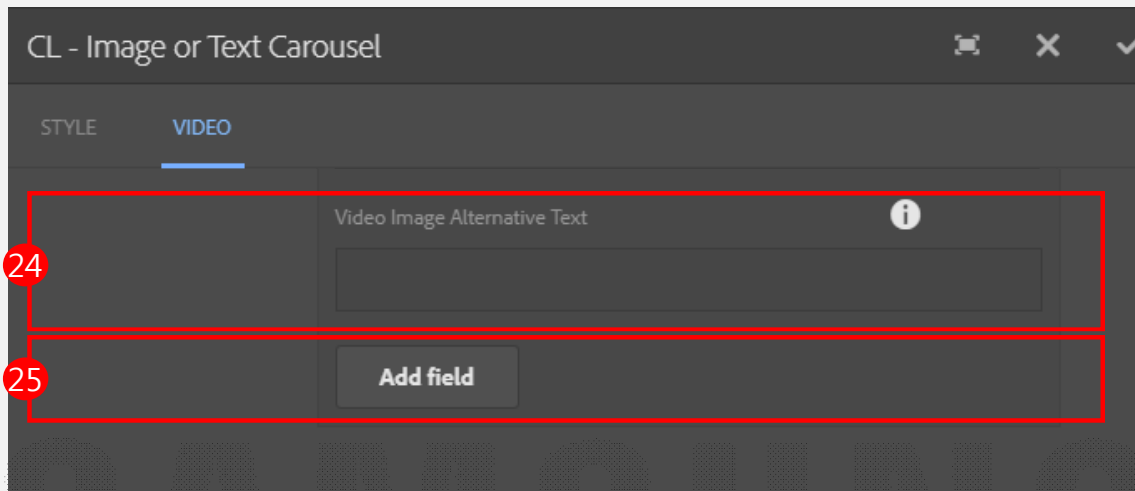 CL - Image or Text Carousel
STYLE VIDEO
Video Image Alternative Text
24
Add field
25